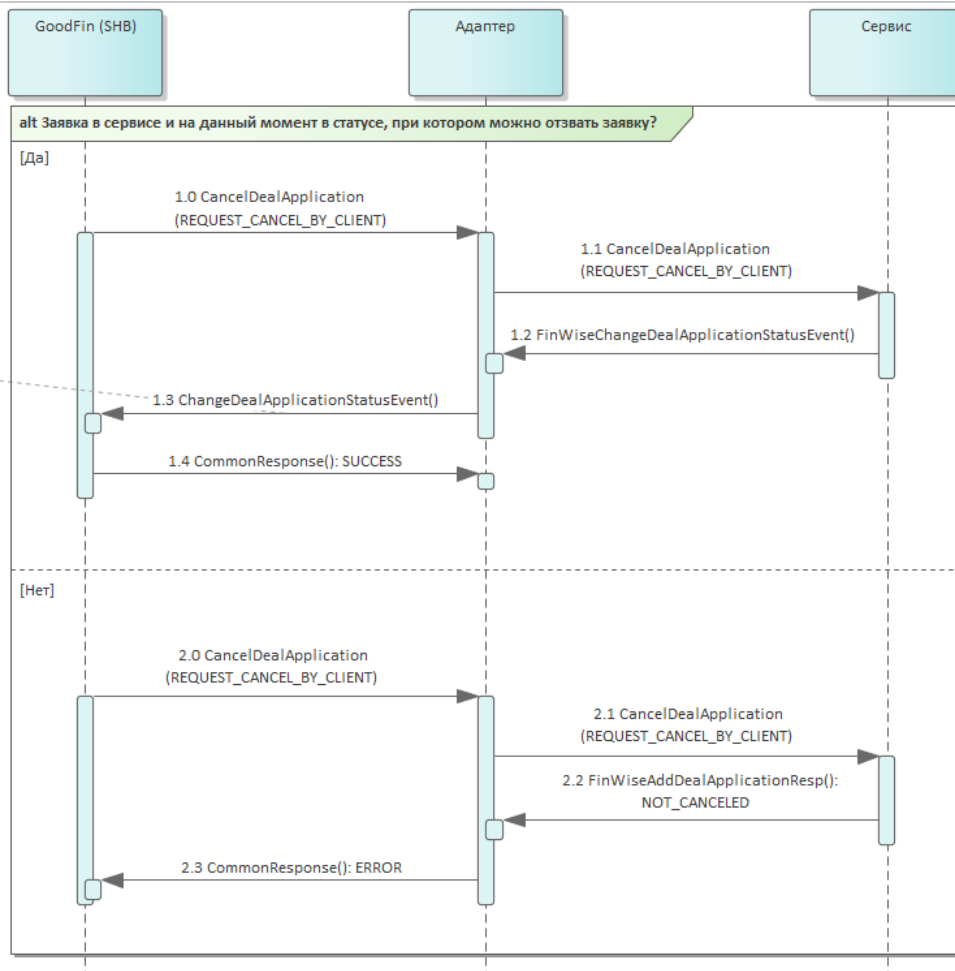 GoodFin (SHB)
Адаптер
Сервис
alt Заявка в сервисе и на данный момент в статусе, при котором можно отзвать заявку?
[Да]
1.0 CancelDealApplication
(REQUEST_CANCEL_BY_CLIENT)
1.1 CancelDealApplication
(REQUEST_CANCEL_BY_CLIENT)
1.2 FinWiseChangeDealApplicationStatusEvent()
1.3 ChangeDealApplicationStatusEvent()
1.4 CommonResponse(): SUCCESS
[Нет]
2.0 CancelDealApplication
(REQUEST_CANCEL_BY_CLIENT)
2.1 CancelDealApplication
(REQUEST_CANCEL_BY_CLIENT)
2.2 FinWiseAddDealApplicationResp():
NOT_CANCELED
2.3 CommonResponse(): ERROR